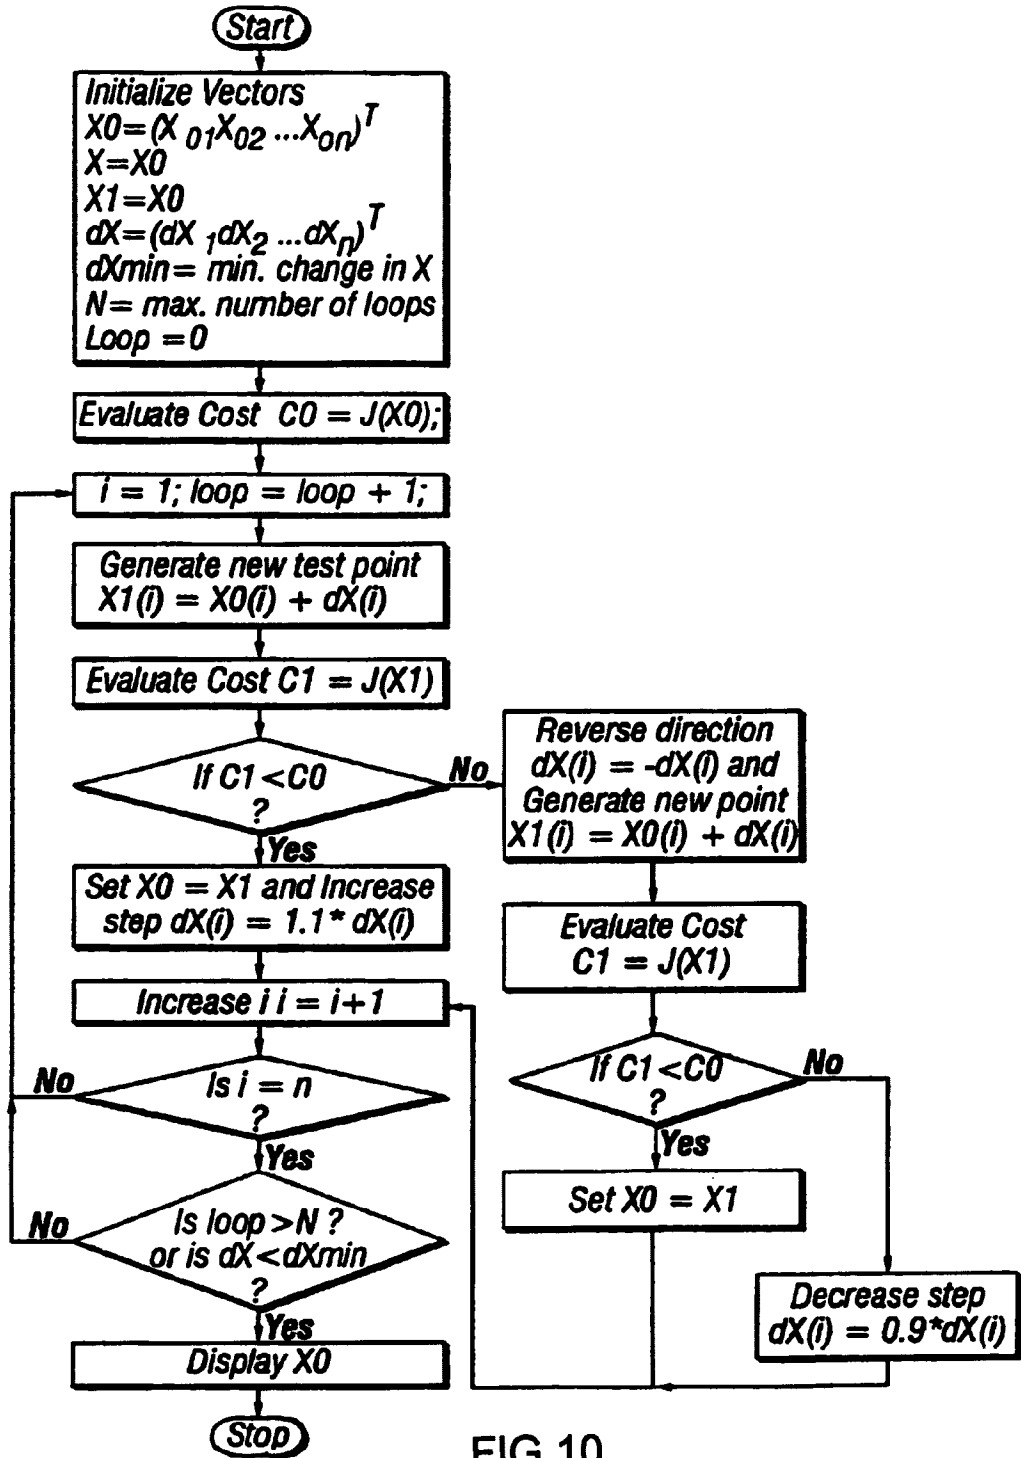 Start
Initialize Vectors
X0=(X 01X02 ...Xon)T
X=X0
X1=X0
dX=(dX 1dX2 ...dXn)T
dXmin= min. change in X
N= max. number of loops
Loop =0
Evaluate Cost C0 = J(X0);
i = 1; loop = loop + 1;
Generate new test point
X1(i) = X0(i) + dX(i)
Evaluate Cost C1 = J(X1)
If C1<C0
?
No
Yes
Reverse direction
dX(i) = -dX(i) and
Generate new point
X1(i) = X0(i) + dX(i)
Set X0 = X1 and Increase
step dX(i) = 1.1* dX(i)
Evaluate Cost
C1 = J(X1)
Increase i i = i+1
If C1<C0
?
No
Yes
Is i = n
?
No
Yes
Set X0 = X1
Is loop>N ?
or is dX<dXmin
?
No
Yes
Decrease step
dX(i) = 0.9*dX(i)
Display X0
Stop
FIG 10